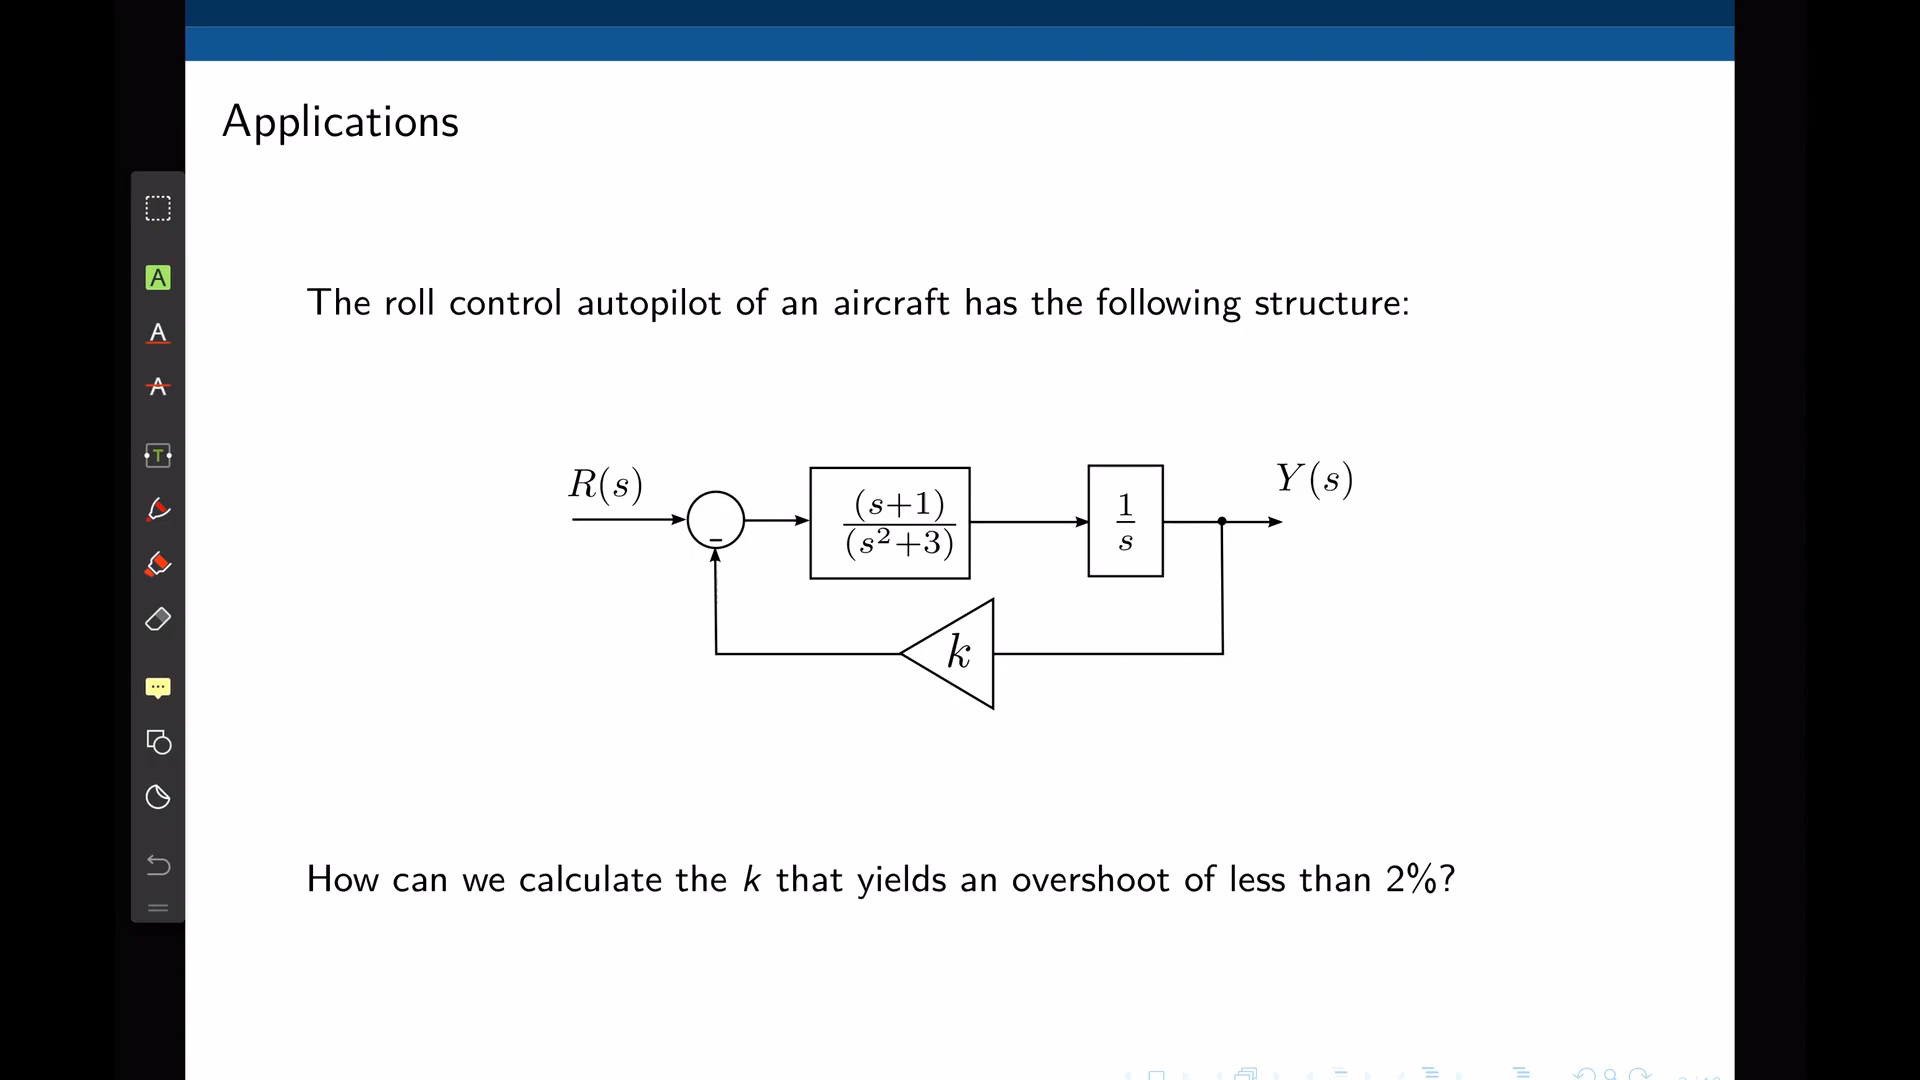 Applications
The roll control autopilot of an aircraft has the following structure:
R(s)
(s+1)
(s²+3)
1
s
Y(s)
-
k
How can we calculate the k that yields an overshoot of less than 2%?
A
A
A
T